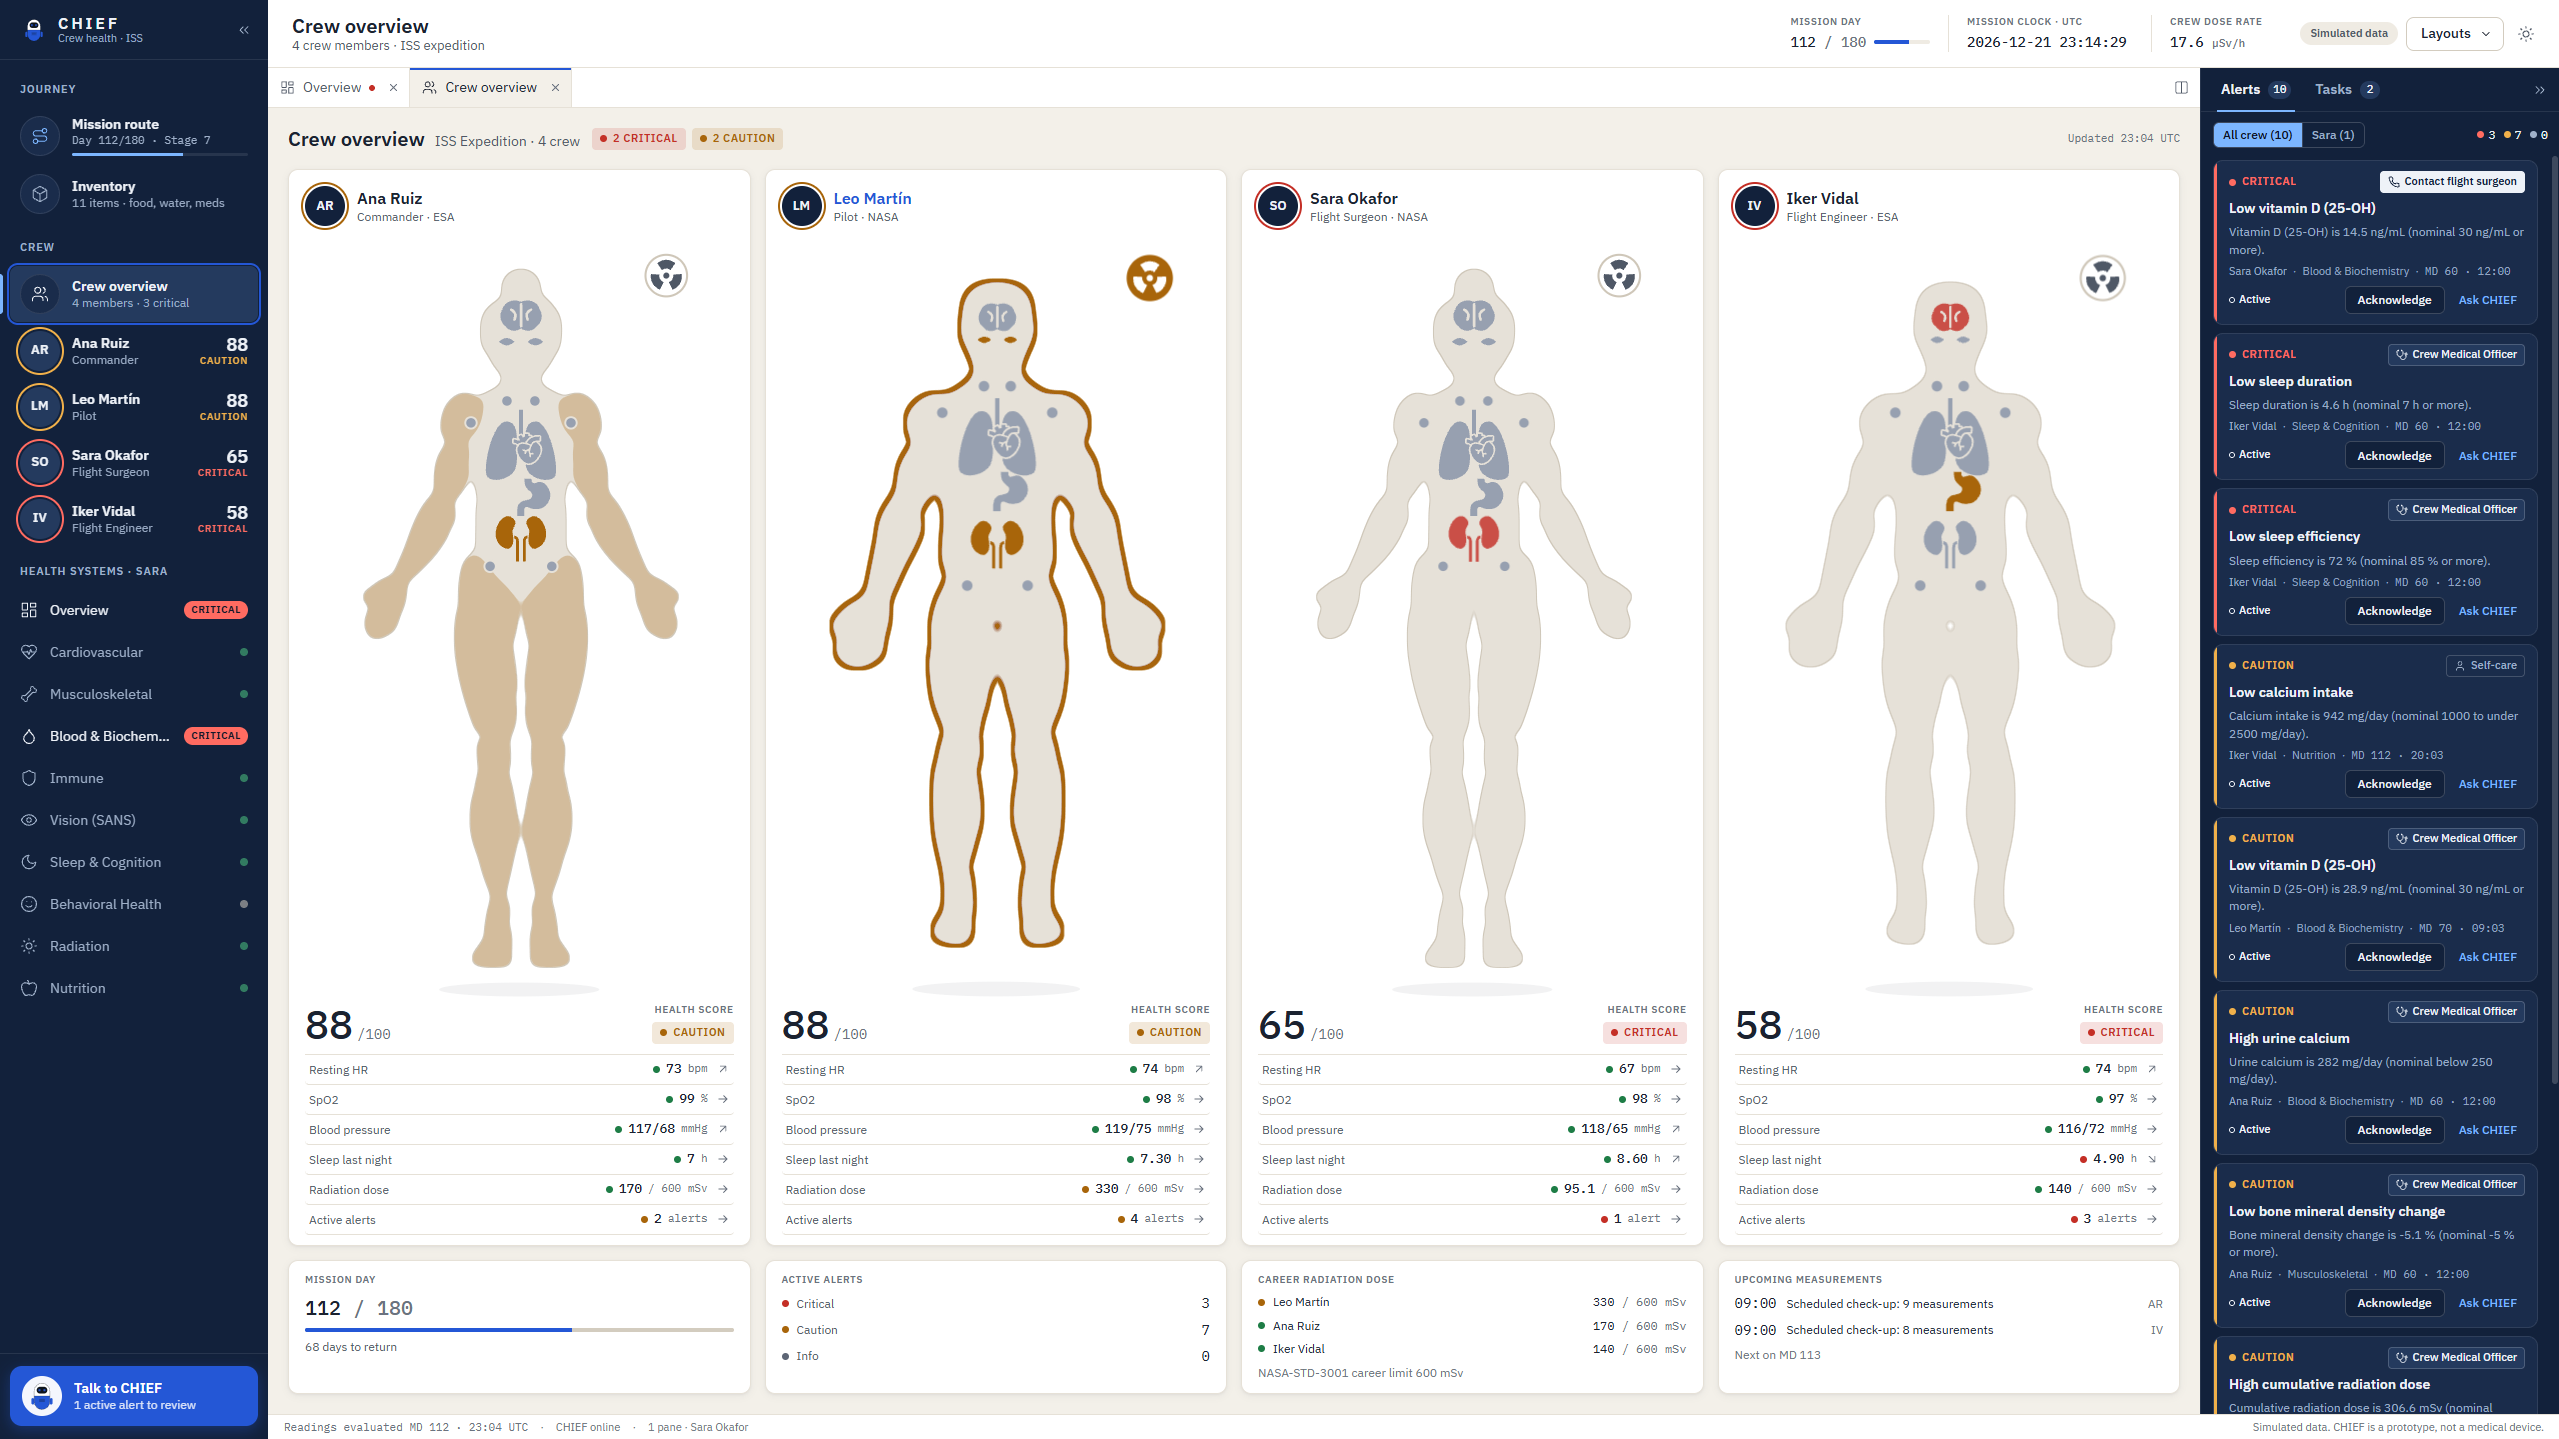 CHIEF
Crew health · ISS
JOURNEY
Mission route
Day 112/180 · Stage 7
Inventory
11 items · food, water, meds
CREW
Crew overview
4 members · 3 critical
AR
Ana Ruiz
Commander
88
CAUTION
LM
Leo Martín
Pilot
88
CAUTION
SO
Sara Okafor
Flight Surgeon
65
CRITICAL
IV
Iker Vidal
Flight Engineer
58
CRITICAL
HEALTH SYSTEMS · SARA
Overview CRITICAL
Cardiovascular
Musculoskeletal
Blood & Biochem... CRITICAL
Immune
Vision (SANS)
Sleep & Cognition
Behavioral Health
Radiation
Nutrition
Talk to CHIEF
1 active alert to review
Crew overview
4 crew members · ISS expedition
MISSION DAY
112 / 180
MISSION CLOCK · UTC
2026-12-21 23:14:29
CREW DOSE RATE
17.6 μSv/h
Simulated data
Layouts
Overview
Crew overview
Crew overview ISS Expedition · 4 crew 2 CRITICAL 2 CAUTION
Updated 23:04 UTC
AR
Ana Ruiz
Commander · ESA
88 /100
HEALTH SCORE
CAUTION
Resting HR 73 bpm
SpO2 99 %
Blood pressure 117/68 mmHg
Sleep last night 7 h
Radiation dose 170 / 600 mSv
Active alerts 2 alerts
LM
Leo Martín
Pilot · NASA
88 /100
HEALTH SCORE
CAUTION
Resting HR 74 bpm
SpO2 98 %
Blood pressure 119/75 mmHg
Sleep last night 7.30 h
Radiation dose 330 / 600 mSv
Active alerts 4 alerts
SO
Sara Okafor
Flight Surgeon · NASA
65 /100
HEALTH SCORE
CRITICAL
Resting HR 67 bpm
SpO2 98 %
Blood pressure 118/65 mmHg
Sleep last night 8.60 h
Radiation dose 95.1 / 600 mSv
Active alerts 1 alert
IV
Iker Vidal
Flight Engineer · ESA
58 /100
HEALTH SCORE
CRITICAL
Resting HR 74 bpm
SpO2 97 %
Blood pressure 116/72 mmHg
Sleep last night 4.90 h
Radiation dose 140 / 600 mSv
Active alerts 3 alerts
MISSION DAY
112 / 180
68 days to return
ACTIVE ALERTS
Critical 3
Caution 7
Info 0
CAREER RADIATION DOSE
Leo Martín 330 / 600 mSv
Ana Ruiz 170 / 600 mSv
Iker Vidal 140 / 600 mSv
NASA-STD-3001 career limit 600 mSv
UPCOMING MEASUREMENTS
09:00 Scheduled check-up: 9 measurements AR
09:00 Scheduled check-up: 8 measurements IV
Next on MD 113
Alerts 10 Tasks 2
All crew (10) Sara (1) 3 7 0
CRITICAL Contact flight surgeon
Low vitamin D (25-OH)
Vitamin D (25-OH) is 14.5 ng/mL (nominal 30 ng/mL or
more).
Sara Okafor · Blood & Biochemistry · MD 60 · 12:00
Active Acknowledge Ask CHIEF
CRITICAL Crew Medical Officer
Low sleep duration
Sleep duration is 4.6 h (nominal 7 h or more).
Iker Vidal · Sleep & Cognition · MD 60 · 12:00
Active Acknowledge Ask CHIEF
CRITICAL Crew Medical Officer
Low sleep efficiency
Sleep efficiency is 72 % (nominal 85 % or more).
Iker Vidal · Sleep & Cognition · MD 60 · 12:00
Active Acknowledge Ask CHIEF
CAUTION Self-care
Low calcium intake
Calcium intake is 942 mg/day (nominal 1000 to under
2500 mg/day).
Iker Vidal · Nutrition · MD 112 · 20:03
Active Acknowledge Ask CHIEF
CAUTION Crew Medical Officer
Low vitamin D (25-OH)
Vitamin D (25-OH) is 28.9 ng/mL (nominal 30 ng/mL or
more).
Leo Martín · Blood & Biochemistry · MD 70 · 09:03
Active Acknowledge Ask CHIEF
CAUTION Crew Medical Officer
High urine calcium
Urine calcium is 282 mg/day (nominal below 250
mg/day).
Ana Ruiz · Blood & Biochemistry · MD 60 · 12:00
Active Acknowledge Ask CHIEF
CAUTION Crew Medical Officer
Low bone mineral density change
Bone mineral density change is -5.1 % (nominal -5 %
or more).
Ana Ruiz · Musculoskeletal · MD 60 · 12:00
Active Acknowledge Ask CHIEF
CAUTION Crew Medical Officer
High cumulative radiation dose
Cumulative radiation dose is 306.6 mSv (nominal
Readings evaluated MD 112 · 23:04 UTC · CHIEF online · 1 pane · Sara Okafor
Simulated data. CHIEF is a prototype, not a medical device.